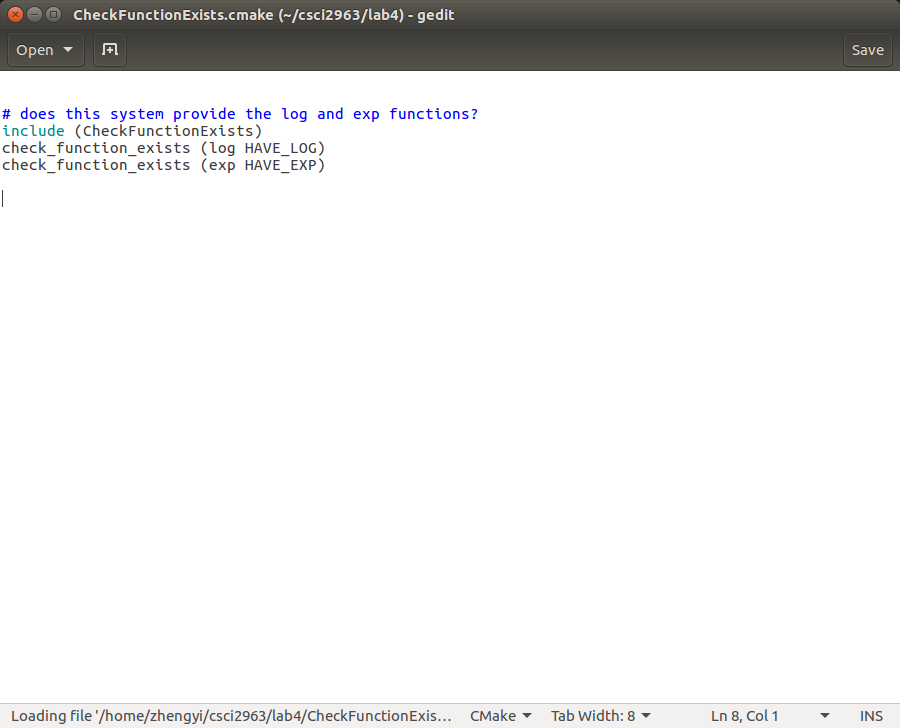 CheckFunctionExists.cmake (~/csci2963/lab4) - gedit
Open
Save
# does this system provide the log and exp functions?
include (CheckFunctionExists)
check_function_exists (log HAVE_LOG)
check_function_exists (exp HAVE_EXP)
Loading file '/home/zhengyi/csci2963/lab4/CheckFunctionExis… CMake Tab Width: 8 Ln 8, Col 1 INS